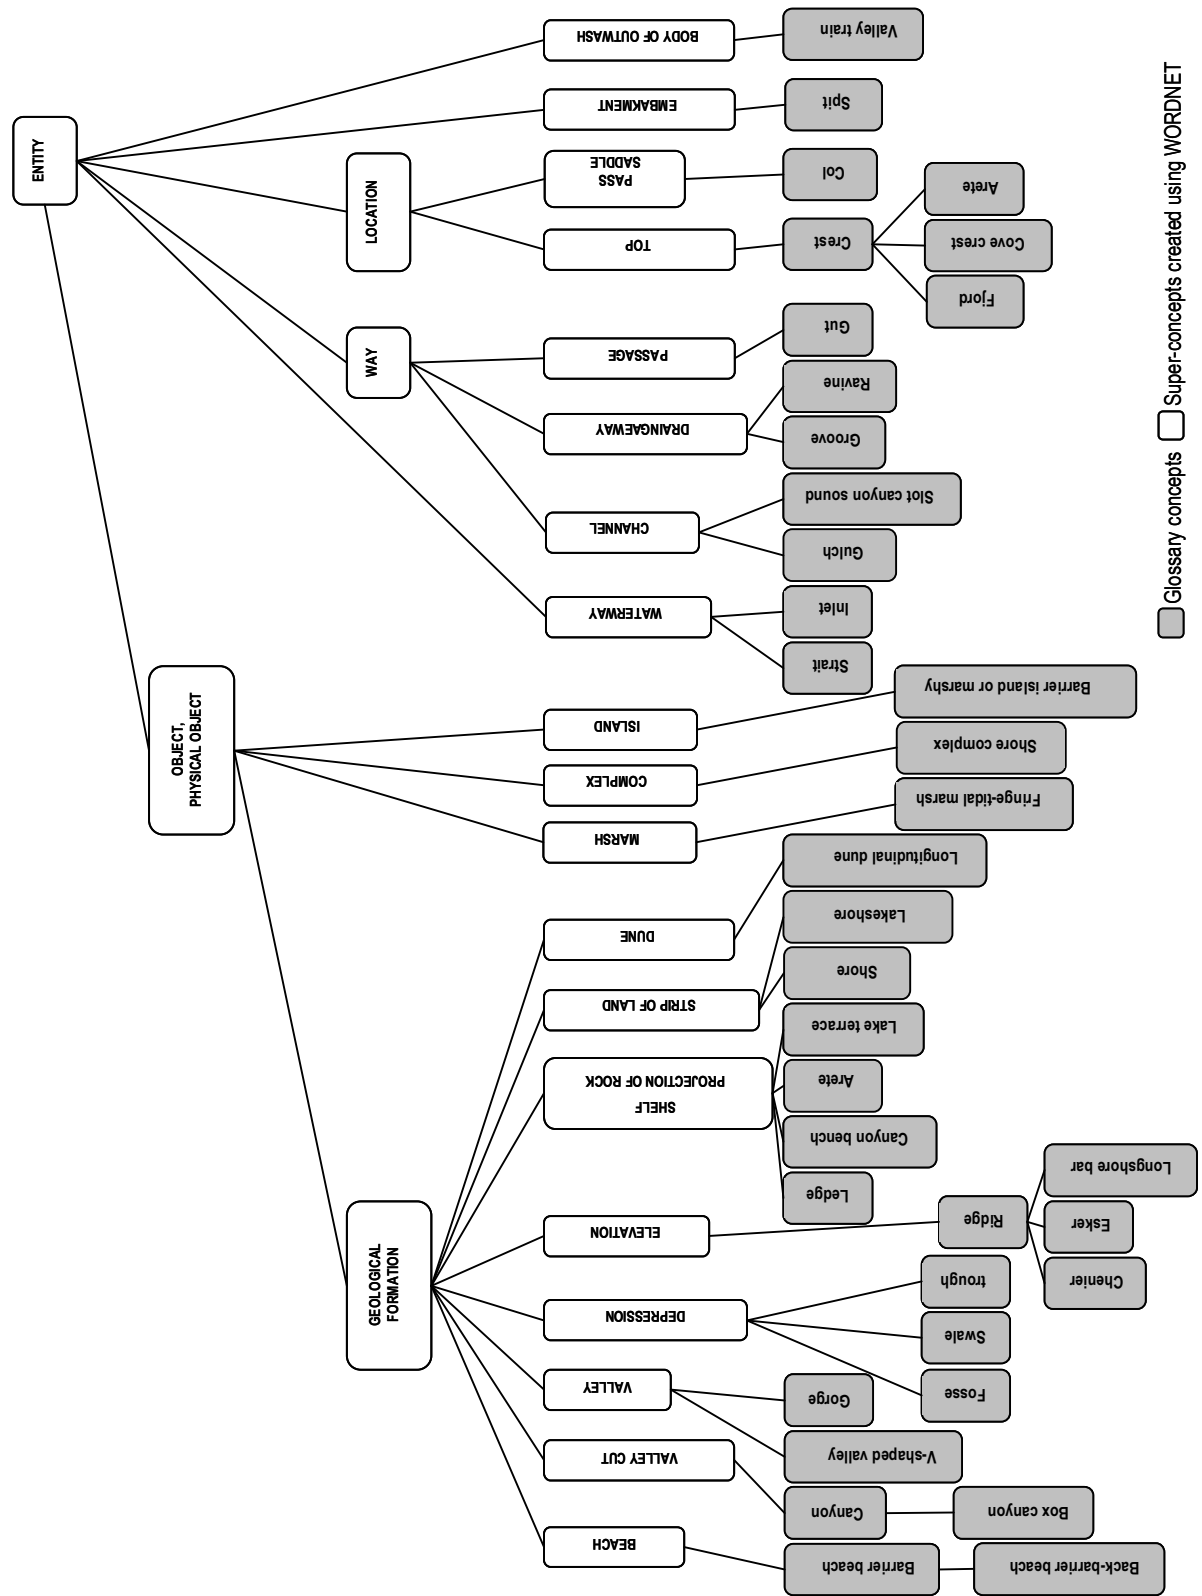 ENTITY
OBJECT,
PHYSICAL OBJECT
GEOLOGICAL
FORMATION
WAY
LOCATION
BODY OF OUTWASH
EMBAKMENT
PASS
SADDLE
TOP
PASSAGE
DRAINGAEWAY
CHANNEL
WATERWAY
ISLAND
COMPLEX
MARSH
DUNE
STRIP OF LAND
SHELF
PROJECTION OF ROCK
ELEVATION
DEPRESSION
VALLEY
VALLEY CUT
BEACH
Valley train
Spit
Col
Crest
Arete
Cove crest
Fjord
Gut
Ravine
Groove
Slot canyon sound
Gulch
Inlet
Strait
Barrier island or marshy
Shore complex
Fringe-tidal marsh
Longitudinal dune
Lakeshore
Shore
Lake terrace
Arete
Canyon bench
Ledge
Ridge
Longshore bar
Esker
Chenier
trough
Swale
Fosse
Gorge
V-shaped valley
Canyon
Box canyon
Barrier beach
Back-barrier beach
Glossary concepts
Super-concepts created using WORDNET